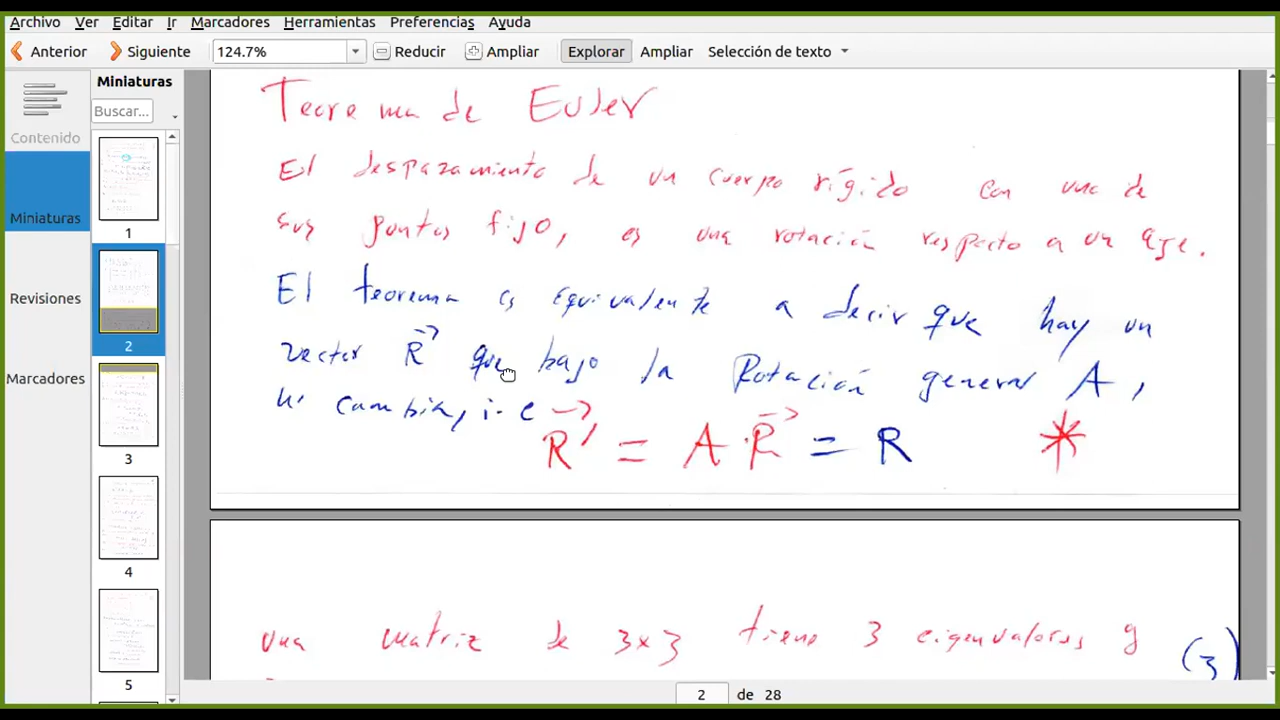 Archivo Ver Editar Ir Marcadores Herramientas Preferencias Ayuda
Anterior Siguiente 124.7% Reducir Ampliar Explorar Ampliar Selección de texto
Miniaturas
Buscar...
Contenido
Miniaturas
Revisiones
Marcadores
1
2
3
4
5
Teorema de Euler
El despazamiento de un cuerpo rígido con uno de
sus puntos fijo, es una rotación respecto a un eje.
El teorema es equivalente a decir que hay un
vector R⃗ que bajo la Rotación general A,
no cambia, i.e
R⃗' = A · R⃗ = R *
una matriz de 3x3 tiene 3 eigenvalores y
(3)
2 de 28